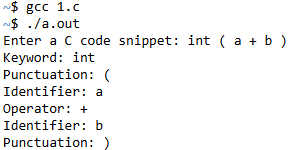 ~$ gcc 1.c
~$ ./a.out
Enter a C code snippet: int ( a + b )
Keyword: int
Punctuation: (
Identifier: a
Operator: +
Identifier: b
Punctuation: )